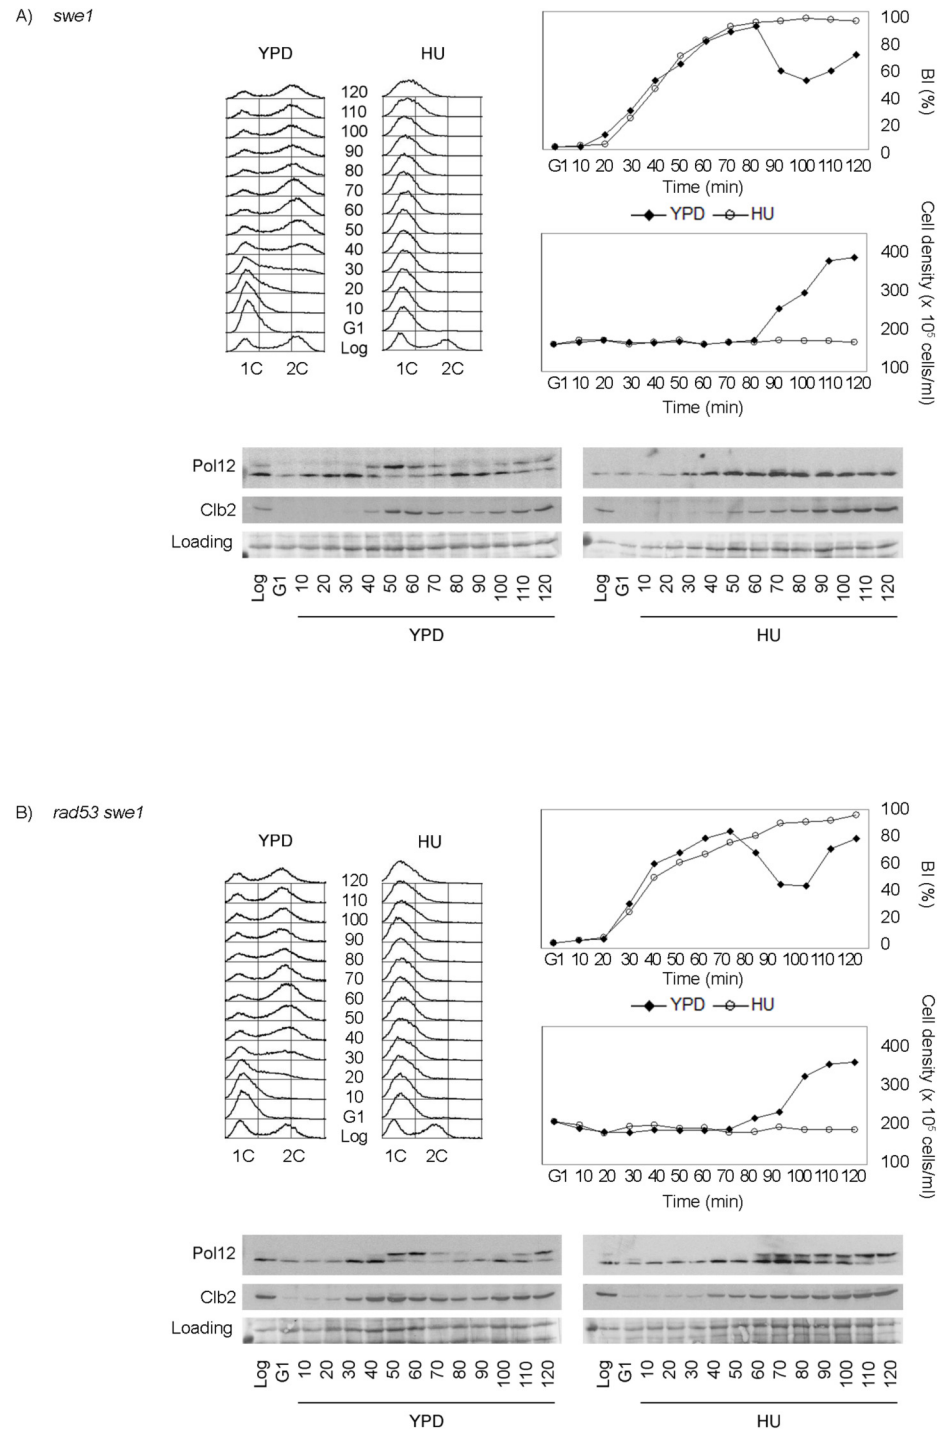 A) swe1
YPD
HU
120
110
100
90
80
70
60
50
40
30
20
10
G1
Log
1C 2C
1C 2C
100
80
60
40
20
0
BI (%)
G1 10 20 30 40 50 60 70 80 90 100 110 120
Time (min)
YPD HU
400
300
200
100
Cell density (x 10⁵ cells/ml)
G1 10 20 30 40 50 60 70 80 90 100 110 120
Time (min)
Pol12
Clb2
Loading
Log G1 10 20 30 40 50 60 70 80 90 100 110 120
YPD
Log G1 10 20 30 40 50 60 70 80 90 100 110 120
HU
B) rad53 swe1
YPD
HU
120
110
100
90
80
70
60
50
40
30
20
10
G1
Log
1C 2C
1C 2C
100
80
60
40
20
0
BI (%)
G1 10 20 30 40 50 60 70 80 90 100 110 120
Time (min)
YPD HU
400
300
200
100
Cell density (x 10⁵ cells/ml)
G1 10 20 30 40 50 60 70 80 90 100 110 120
Time (min)
Pol12
Clb2
Loading
Log G1 10 20 30 40 50 60 70 80 90 100 110 120
YPD
Log G1 10 20 30 40 50 60 70 80 90 100 110 120
HU